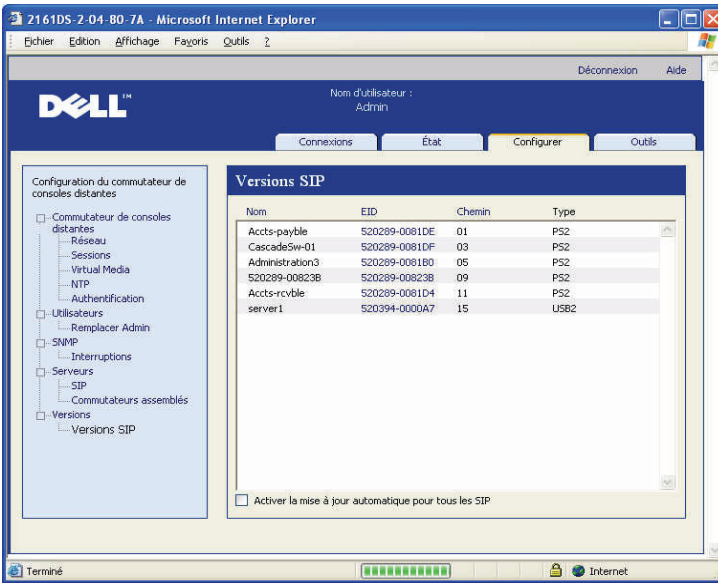 2161DS-2-04-80-7A - Microsoft Internet Explorer
Fichier Edition Affichage Favoris Outils ?
Déconnexion Aide
DELL™
Nom d'utilisateur :
Admin
Connexions État Configurer Outils
Configuration du commutateur de
consoles distantes
Commutateur de consoles
distantes
Réseau
Sessions
Virtual Media
NTP
Authentification
Utilisateurs
Remplacer Admin
SNMP
Interruptions
Serveurs
SIP
Commutateurs assemblés
Versions
Versions SIP
Versions SIP
Nom EID Chemin Type
Accts-payble 520289-0081DE 01 PS2
CascadeSw-01 520289-0081DF 03 PS2
Administration3 520289-0081B0 05 PS2
520289-00823B 520289-00823B 09 PS2
Accts-rcvble 520289-0081D4 11 PS2
server1 520394-0000A7 15 USB2
Activer la mise à jour automatique pour tous les SIP
Terminé
Internet